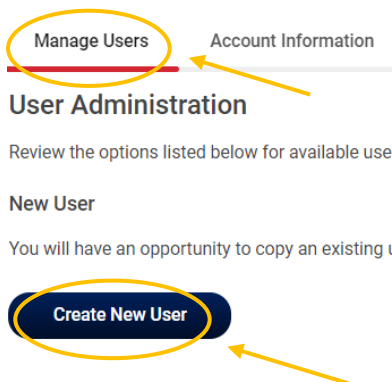 Manage Users Account Information
User Administration
Review the options listed below for available use
New User
You will have an opportunity to copy an existing
Create New User